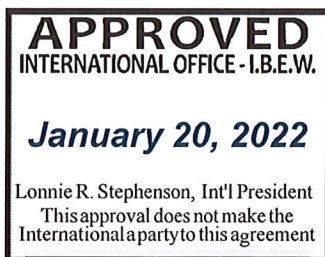 APPROVED
INTERNATIONAL OFFICE - I.B.E.W.
January 20, 2022
Lonnie R. Stephenson, Int'l President
This approval does not make the
International a party to this agreement